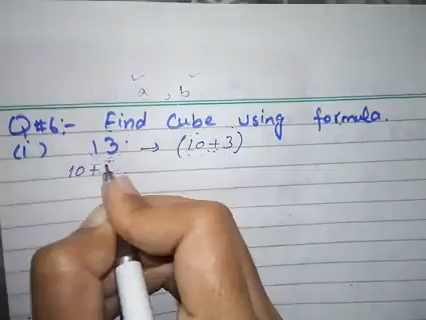 a , b
Q#6:- Find Cube using formula.
(i) 13 → (10+3)
10+